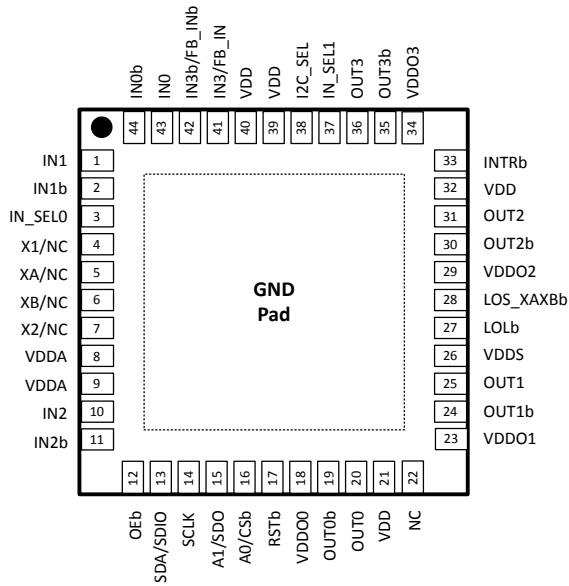 IN0b
IN0
IN3b/FB_INb
IN3/FB_IN
VDD
VDD
I2C_SEL
IN_SEL1
OUT3
OUT3b
VDDO3
44
43
42
41
40
39
38
37
36
35
34
IN1 1
IN1b 2
IN_SEL0 3
X1/NC 4
XA/NC 5
XB/NC 6
X2/NC 7
VDDA 8
VDDA 9
IN2 10
IN2b 11
GND
Pad
33 INTRb
32 VDD
31 OUT2
30 OUT2b
29 VDDO2
28 LOS_XAXBb
27 LOLb
26 VDDS
25 OUT1
24 OUT1b
23 VDDO1
12
13
14
15
16
17
18
19
20
21
22
OEb
SDA/SDIO
SCLK
A1/SDO
A0/CSb
RSTb
VDDO0
OUT0b
OUT0
VDD
NC